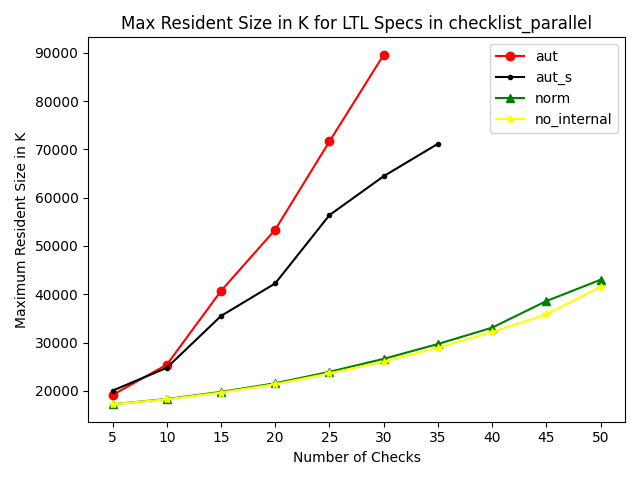 Max Resident Size in K for LTL Specs in checklist_parallel
Maximum Resident Size in K
90000
80000
70000
60000
50000
40000
30000
20000
aut
aut_s
norm
no_internal
5 10 15 20 25 30 35 40 45 50
Number of Checks